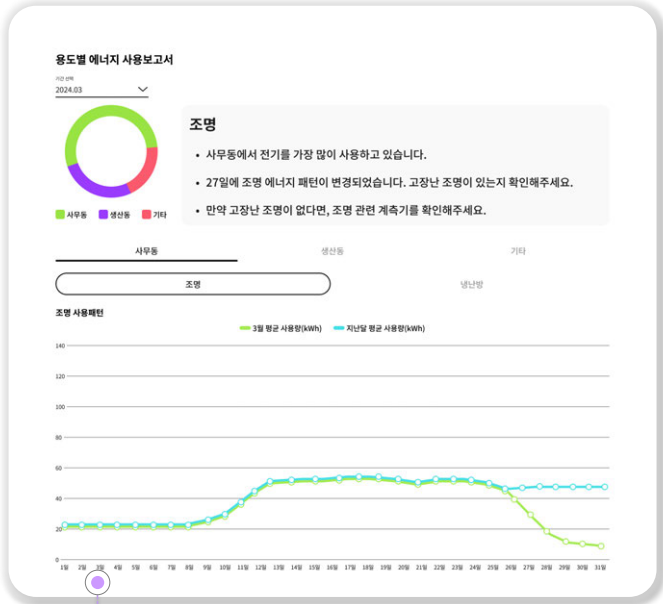 용도별 에너지 사용보고서
기간 선택
2024.03
조명
• 사무동에서 전기를 가장 많이 사용하고 있습니다.
• 27일에 조명 에너지 패턴이 변경되었습니다. 고장난 조명이 있는지 확인해주세요.
• 만약 고장난 조명이 없다면, 조명 관련 계측기를 확인해주세요.
사무동 생산동 기타
사무동 생산동 기타
조명 냉난방
조명 사용패턴
3월 평균 사용량(kWh) 지난달 평균 사용량(kWh)
140
120
100
80
60
40
20
0
1일 2일 3일 4일 5일 6일 7일 8일 9일 10일 11일 12일 13일 14일 15일 16일 17일 18일 19일 20일 21일 22일 23일 24일 25일 26일 27일 28일 29일 30일 31일